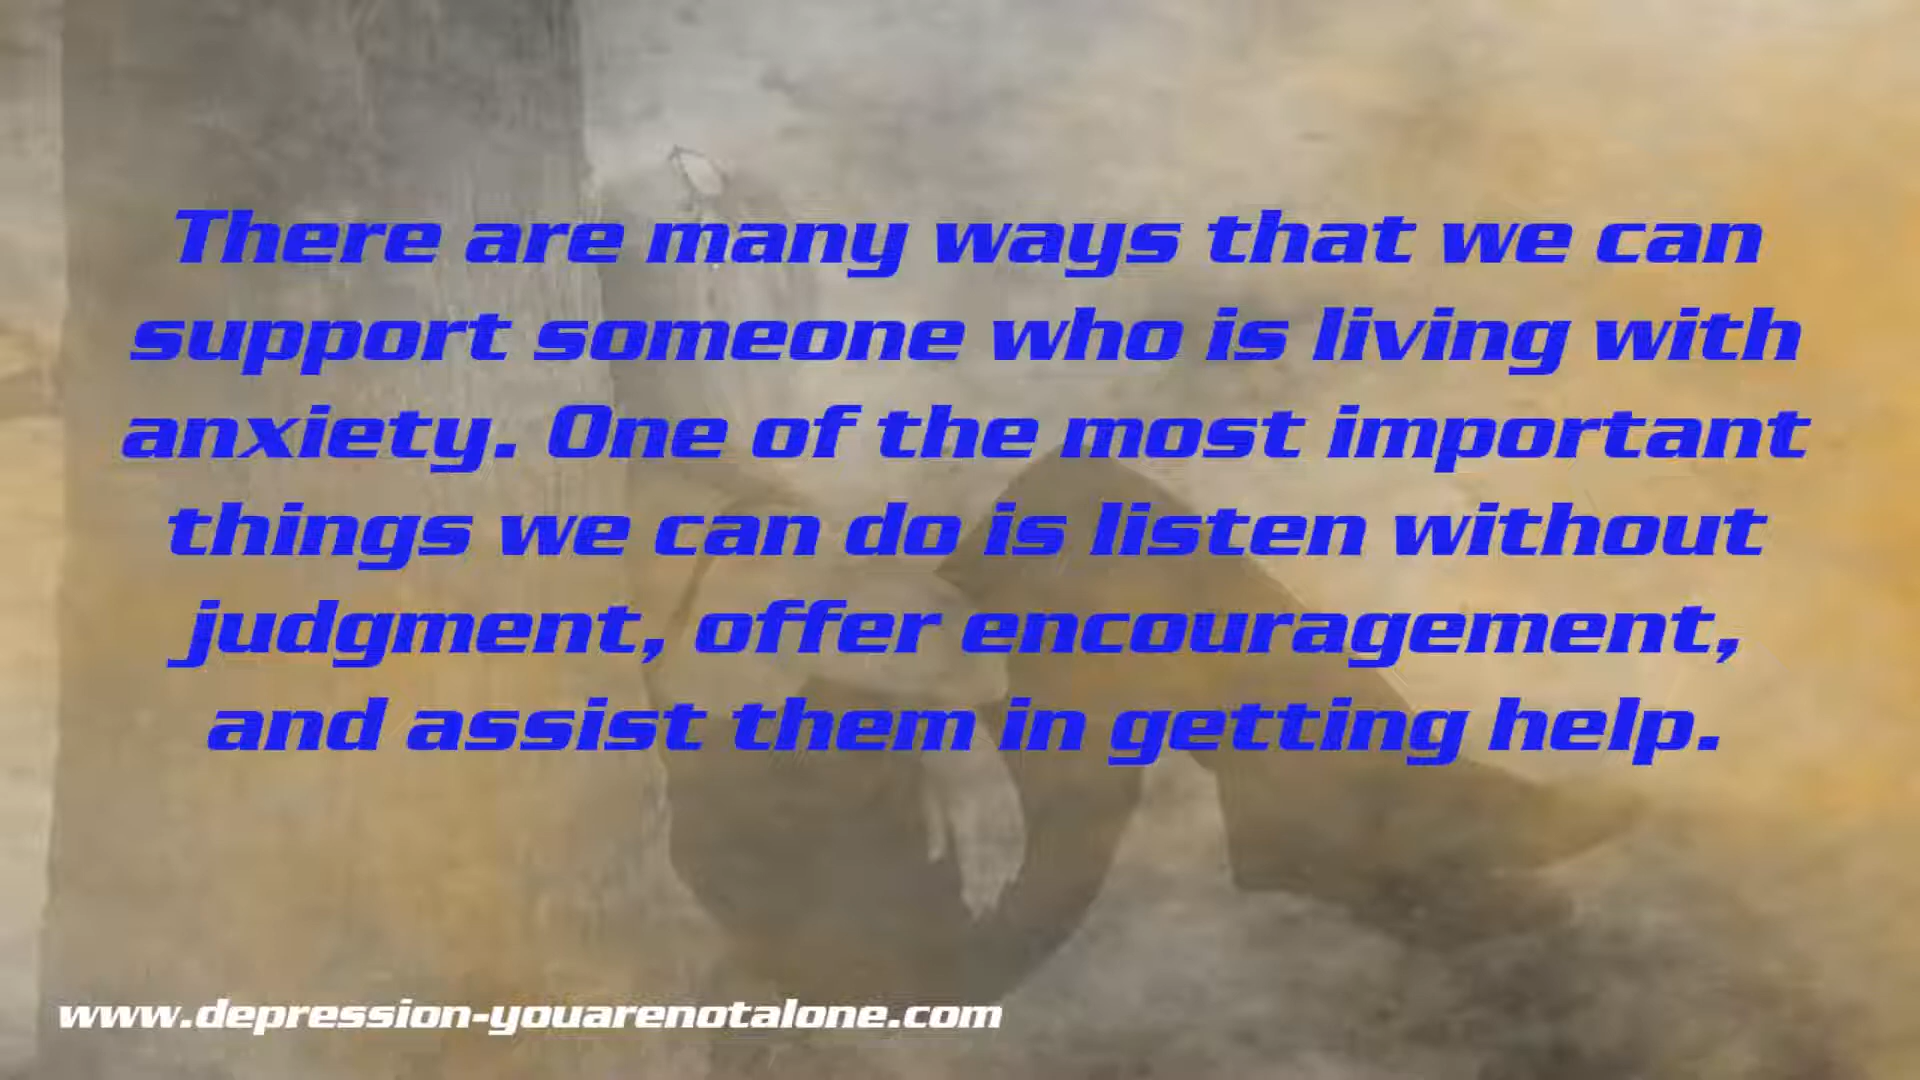 There are many ways that we can
support someone who is living with
anxiety. One of the most important
things we can do is listen without
judgment, offer encouragement,
and assist them in getting help.
www.depression-youarenotalone.com